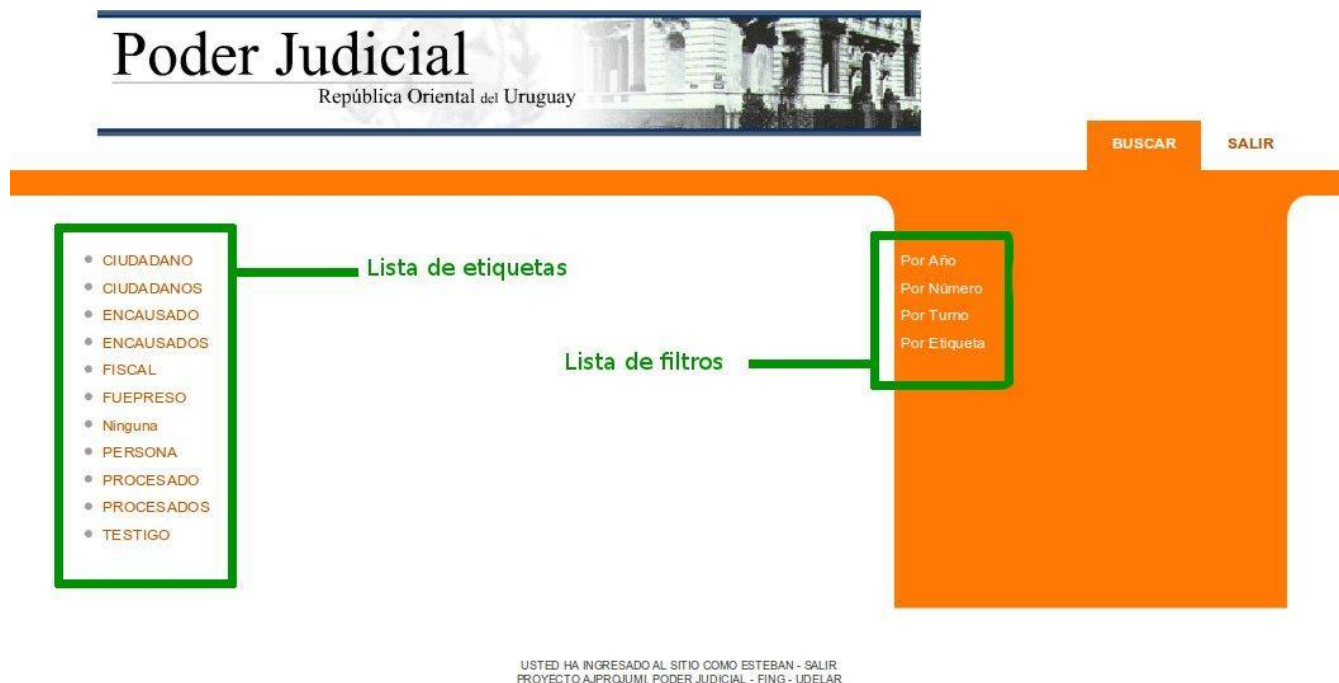 Poder Judicial
República Oriental del Uruguay
BUSCAR SALIR
CIUDADANO
CIUDADANOS
ENCAUSADO
ENCAUSADOS
FISCAL
FUEPRESO
Ninguna
PERSONA
PROCESADO
PROCESADOS
TESTIGO
Lista de etiquetas
Lista de filtros
Por Año
Por Número
Por Turno
Por Etiqueta
USTED HA INGRESADO AL SITIO COMO ESTEBAN - SALIR
PROYECTO AJPROJUMI, PODER JUDICIAL - FING - UDELAR